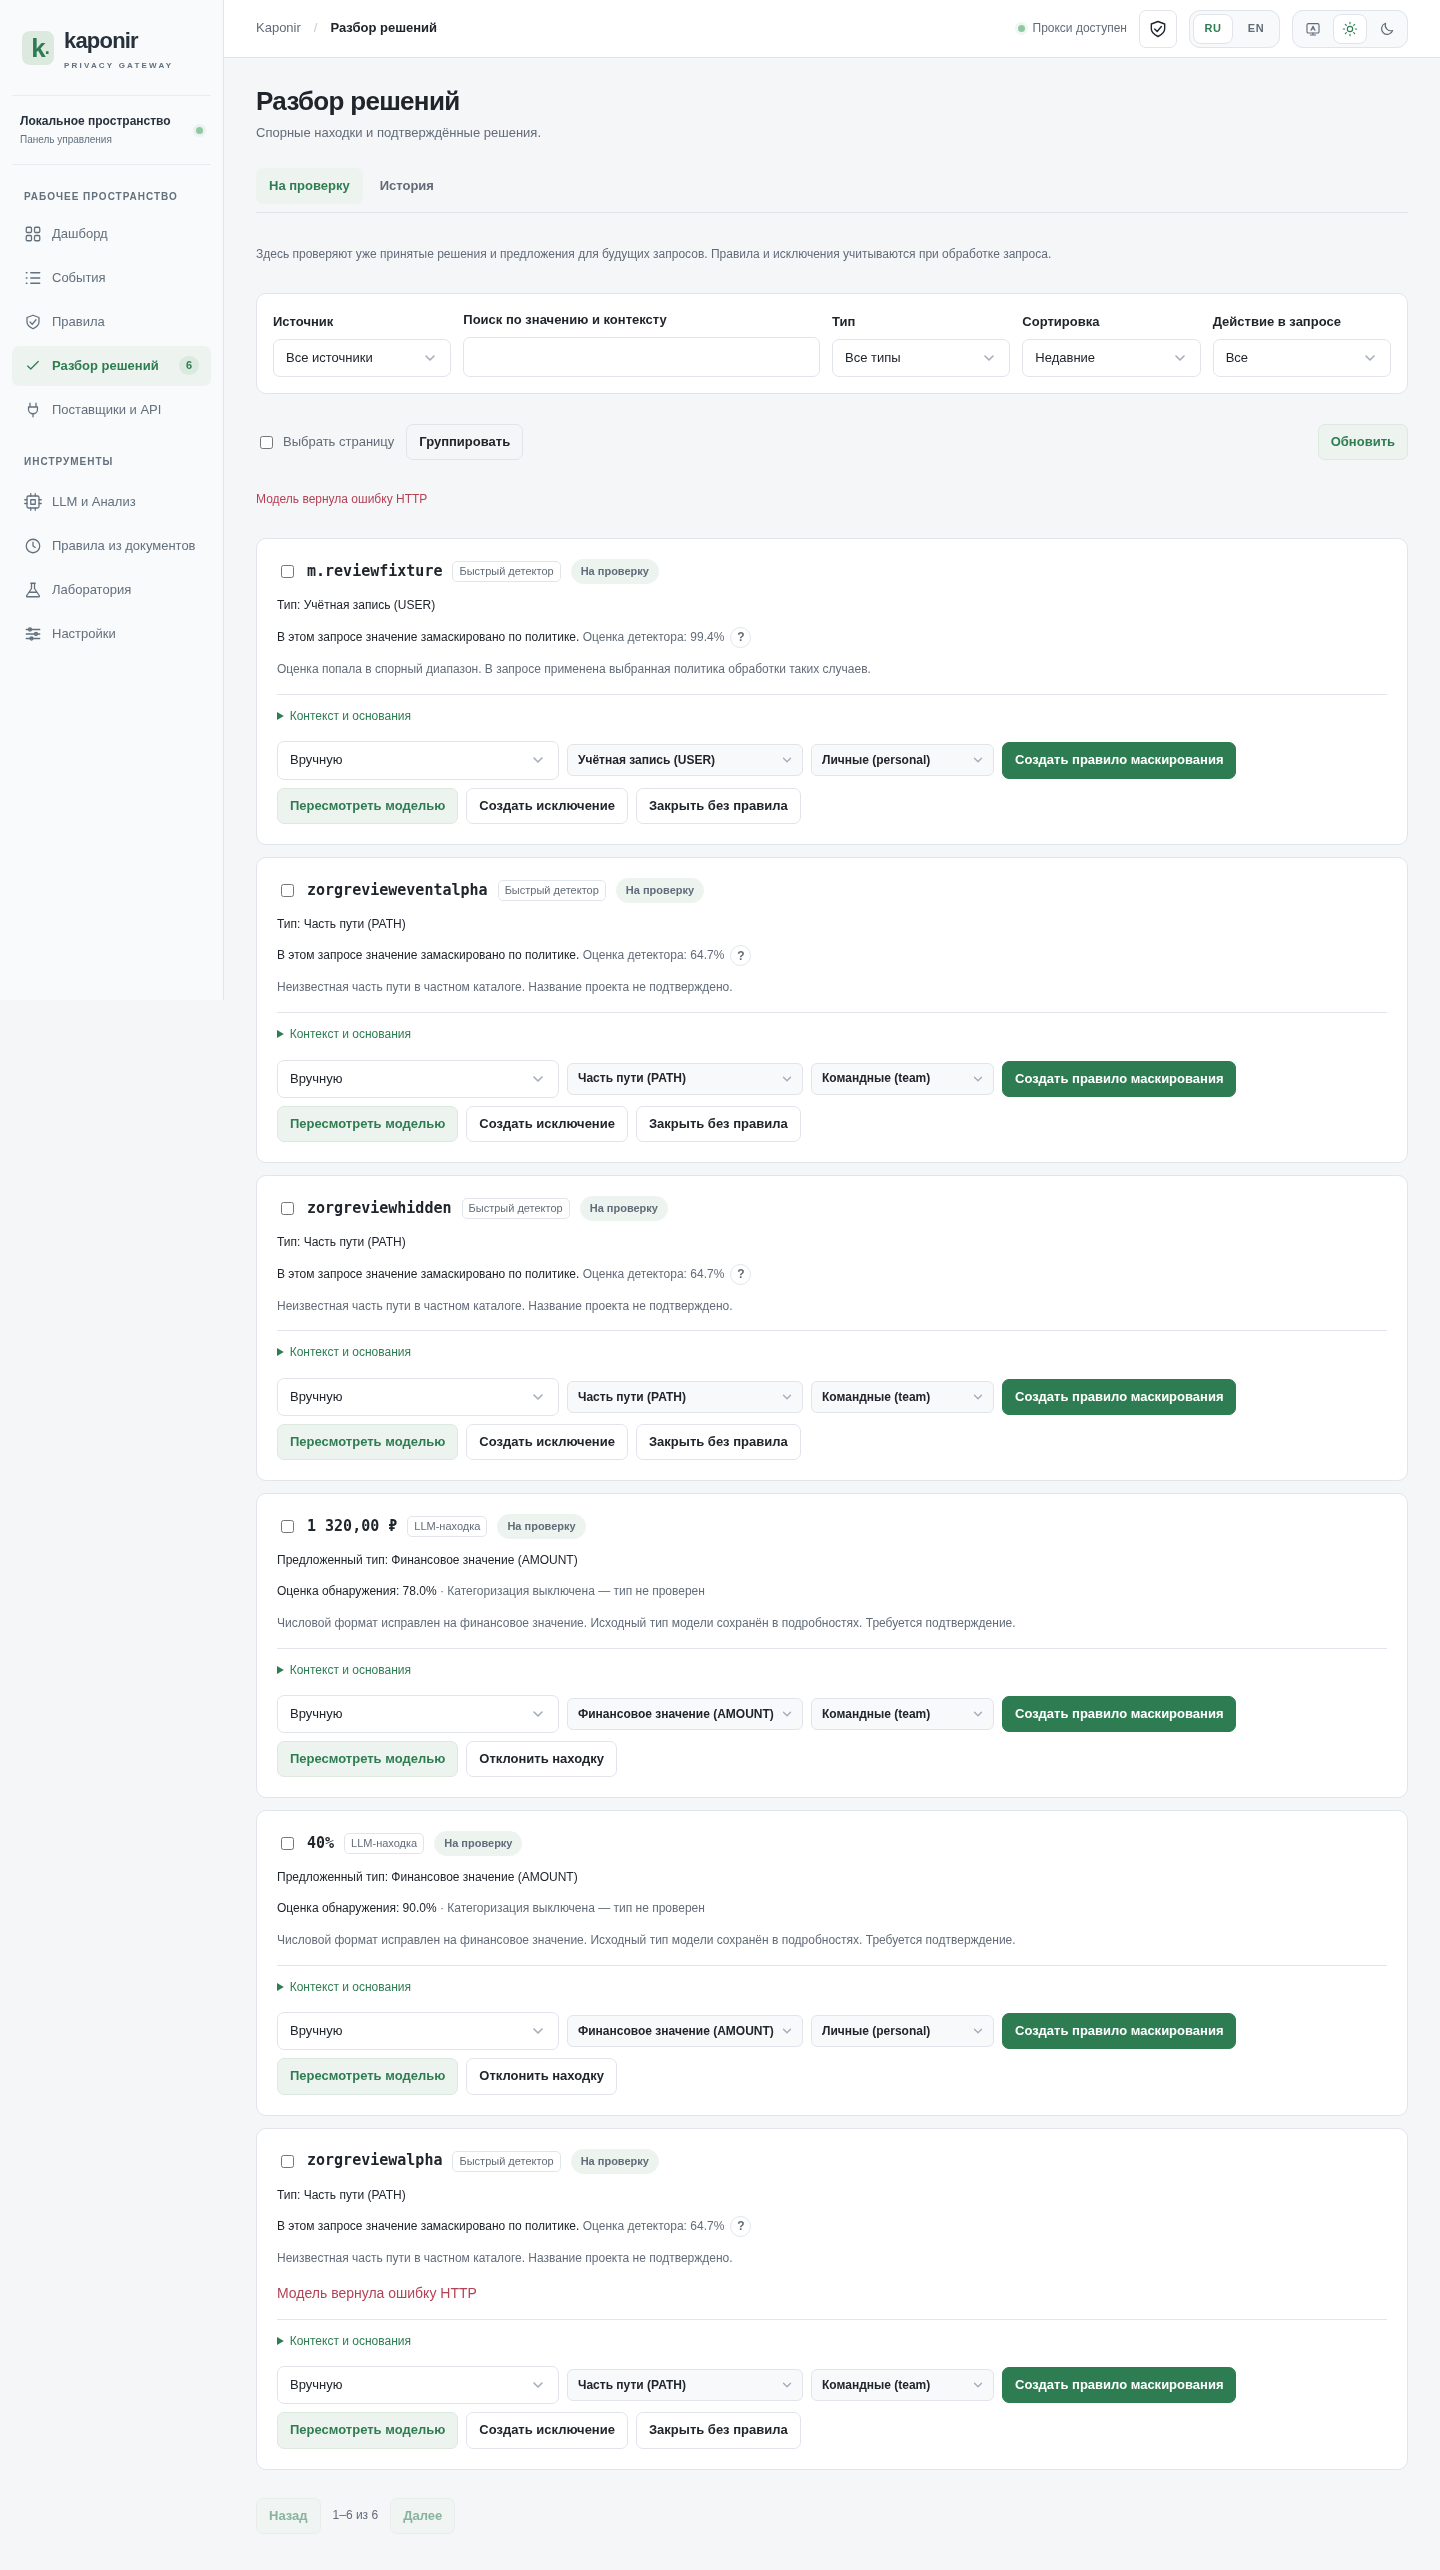 k.
kaponir
PRIVACY GATEWAY
Локальное пространство
Панель управления
РАБОЧЕЕ ПРОСТРАНСТВО
Дашборд
События
Правила
Разбор решений 6
Поставщики и API
ИНСТРУМЕНТЫ
LLM и Анализ
Правила из документов
Лаборатория
Настройки
Kaponir / Разбор решений
Прокси доступен RU EN
Разбор решений
Спорные находки и подтверждённые решения.
На проверку История
Здесь проверяют уже принятые решения и предложения для будущих запросов. Правила и исключения учитываются при обработке запроса.
Источник Поиск по значению и контексту Тип Сортировка Действие в запросе
Все источники Все типы Недавние Все
Выбрать страницу Группировать Обновить
Модель вернула ошибку HTTP
m.reviewfixture Быстрый детектор На проверку
Тип: Учётная запись (USER)
В этом запросе значение замаскировано по политике. Оценка детектора: 99.4% ?
Оценка попала в спорный диапазон. В запросе применена выбранная политика обработки таких случаев.
Контекст и основания
Вручную Учётная запись (USER) Личные (personal) Создать правило маскирования
Пересмотреть моделью Создать исключение Закрыть без правила
zorgrevieweventalpha Быстрый детектор На проверку
Тип: Часть пути (PATH)
В этом запросе значение замаскировано по политике. Оценка детектора: 64.7% ?
Неизвестная часть пути в частном каталоге. Название проекта не подтверждено.
Контекст и основания
Вручную Часть пути (PATH) Командные (team) Создать правило маскирования
Пересмотреть моделью Создать исключение Закрыть без правила
zorgreviewhidden Быстрый детектор На проверку
Тип: Часть пути (PATH)
В этом запросе значение замаскировано по политике. Оценка детектора: 64.7% ?
Неизвестная часть пути в частном каталоге. Название проекта не подтверждено.
Контекст и основания
Вручную Часть пути (PATH) Командные (team) Создать правило маскирования
Пересмотреть моделью Создать исключение Закрыть без правила
1 320,00 ₽ LLM-находка На проверку
Предложенный тип: Финансовое значение (AMOUNT)
Оценка обнаружения: 78.0% · Категоризация выключена — тип не проверен
Числовой формат исправлен на финансовое значение. Исходный тип модели сохранён в подробностях. Требуется подтверждение.
Контекст и основания
Вручную Финансовое значение (AMOUNT) Командные (team) Создать правило маскирования
Пересмотреть моделью Отклонить находку
40% LLM-находка На проверку
Предложенный тип: Финансовое значение (AMOUNT)
Оценка обнаружения: 90.0% · Категоризация выключена — тип не проверен
Числовой формат исправлен на финансовое значение. Исходный тип модели сохранён в подробностях. Требуется подтверждение.
Контекст и основания
Вручную Финансовое значение (AMOUNT) Личные (personal) Создать правило маскирования
Пересмотреть моделью Отклонить находку
zorgreviewalpha Быстрый детектор На проверку
Тип: Часть пути (PATH)
В этом запросе значение замаскировано по политике. Оценка детектора: 64.7% ?
Неизвестная часть пути в частном каталоге. Название проекта не подтверждено.
Модель вернула ошибку HTTP
Контекст и основания
Вручную Часть пути (PATH) Командные (team) Создать правило маскирования
Пересмотреть моделью Создать исключение Закрыть без правила
Назад 1–6 из 6 Далее